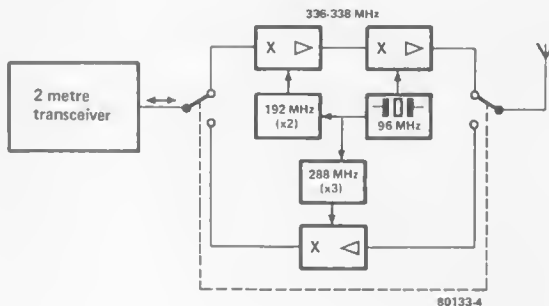 336-338 MHz
X
X
2 metre
transceiver
192 MHz
(x2)
96 MHz
288 MHz
(x3)
X
80133-4